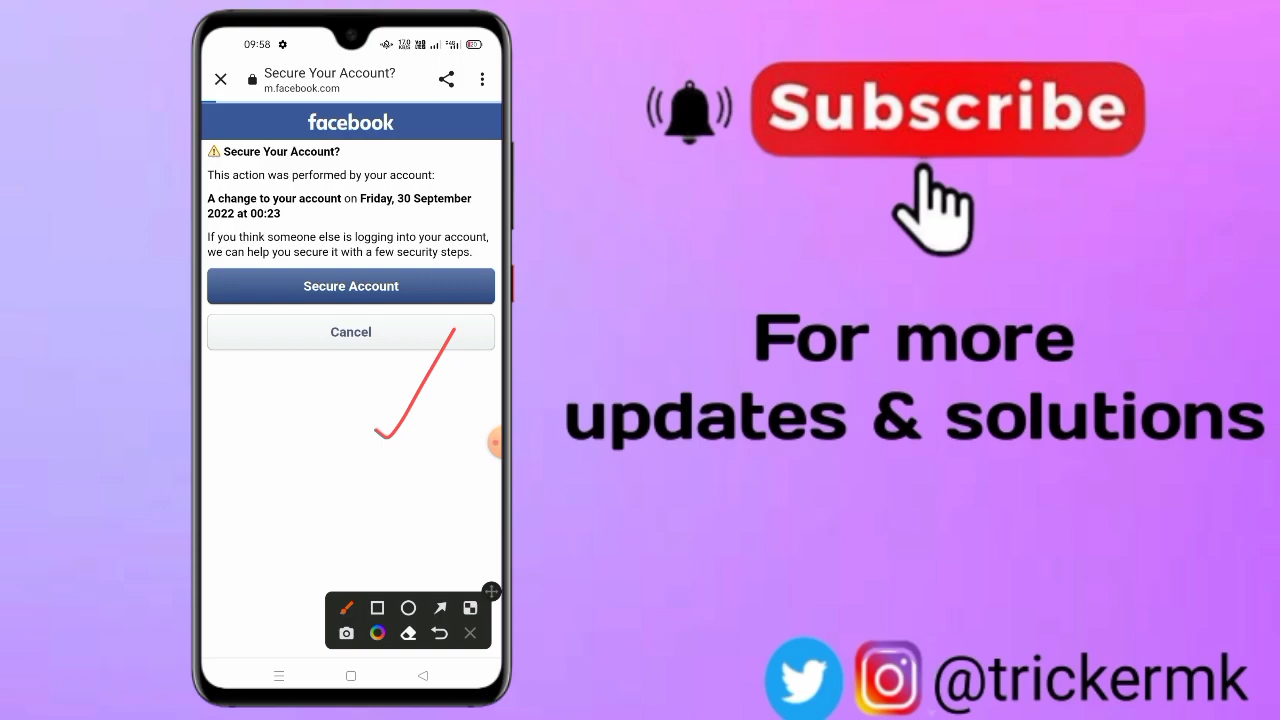 09:58
Secure Your Account?
m.facebook.com
facebook
Secure Your Account?
This action was performed by your account:
A change to your account on Friday, 30 September
2022 at 00:23
If you think someone else is logging into your account,
we can help you secure it with a few security steps.
Secure Account
Cancel
Subscribe
For more
updates & solutions
@trickermk